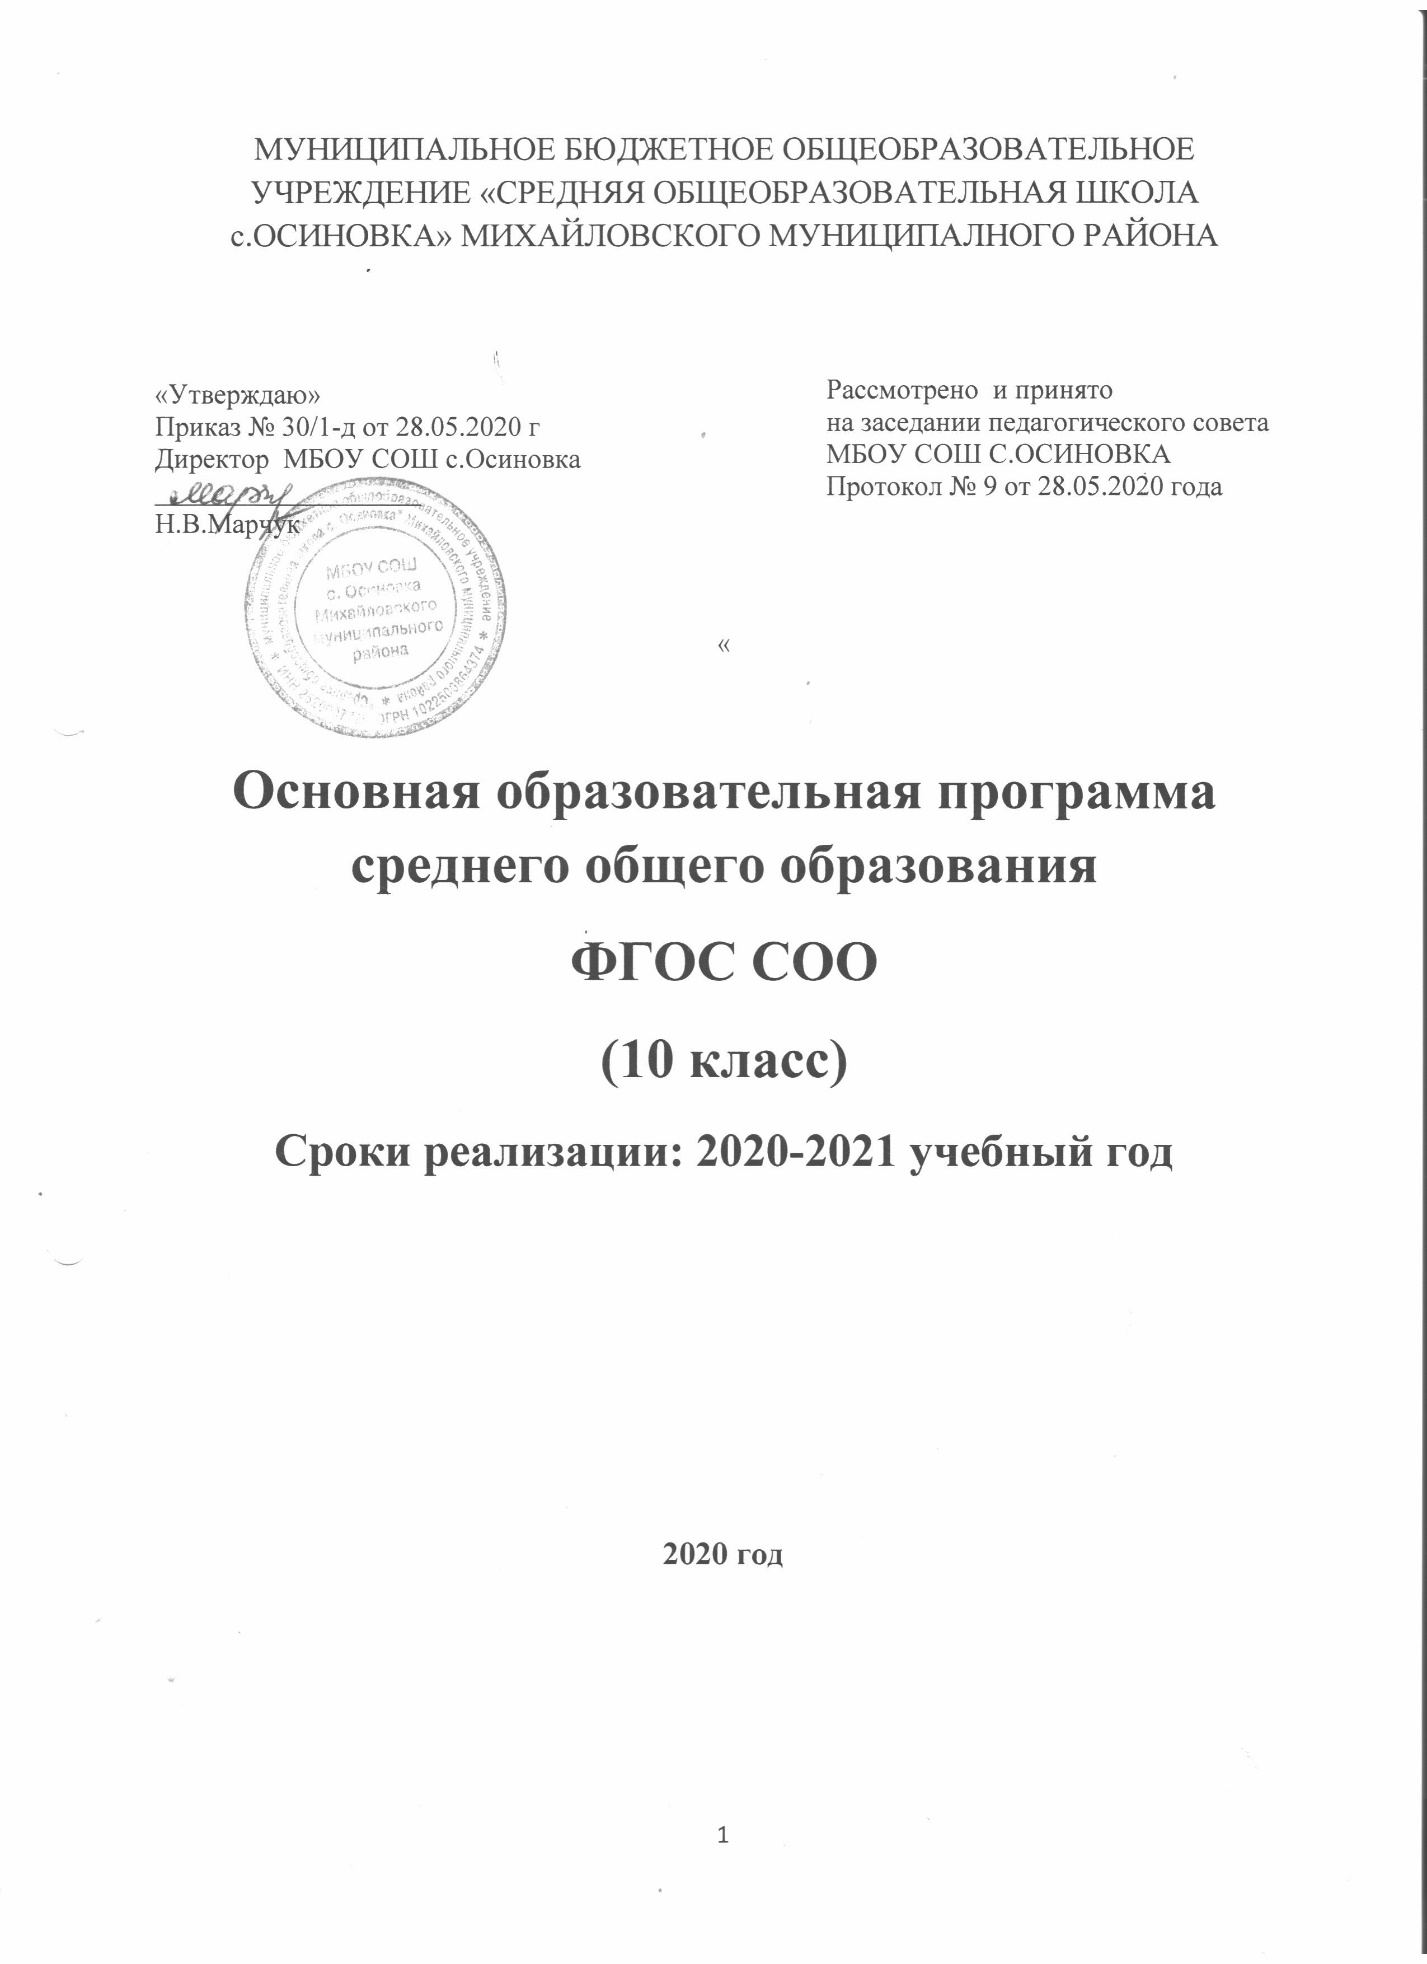 МУНИЦИПАЛЬНОЕ БЮДЖЕТНОЕ ОБЩЕОБРАЗОВАТЕЛЬНОЕ
УЧРЕЖДЕНИЕ «СРЕДНЯЯ ОБЩЕОБРАЗОВАТЕЛЬНАЯ ШКОЛА
с.ОСИНОВКА» МИХАЙЛОВСКОГО МУНИЦИПАЛНОГО РАЙОНА
«Утверждаю»
Приказ № 30/1-д от 28.05.2020 г
Директор МБОУ СОШ с.Осиновка
Н.В.Марчук
Рассмотрено и принято
на заседании педагогического совета
МБОУ СОШ С.ОСИНОВКА
Протокол № 9 от 28.05.2020 года
МБОУ СОШ
с. Осиновка
Михайловского
муниципального
района
«
Основная образовательная программа
среднего общего образования
ФГОС СОО
(10 класс)
Сроки реализации: 2020-2021 учебный год
2020 год
1